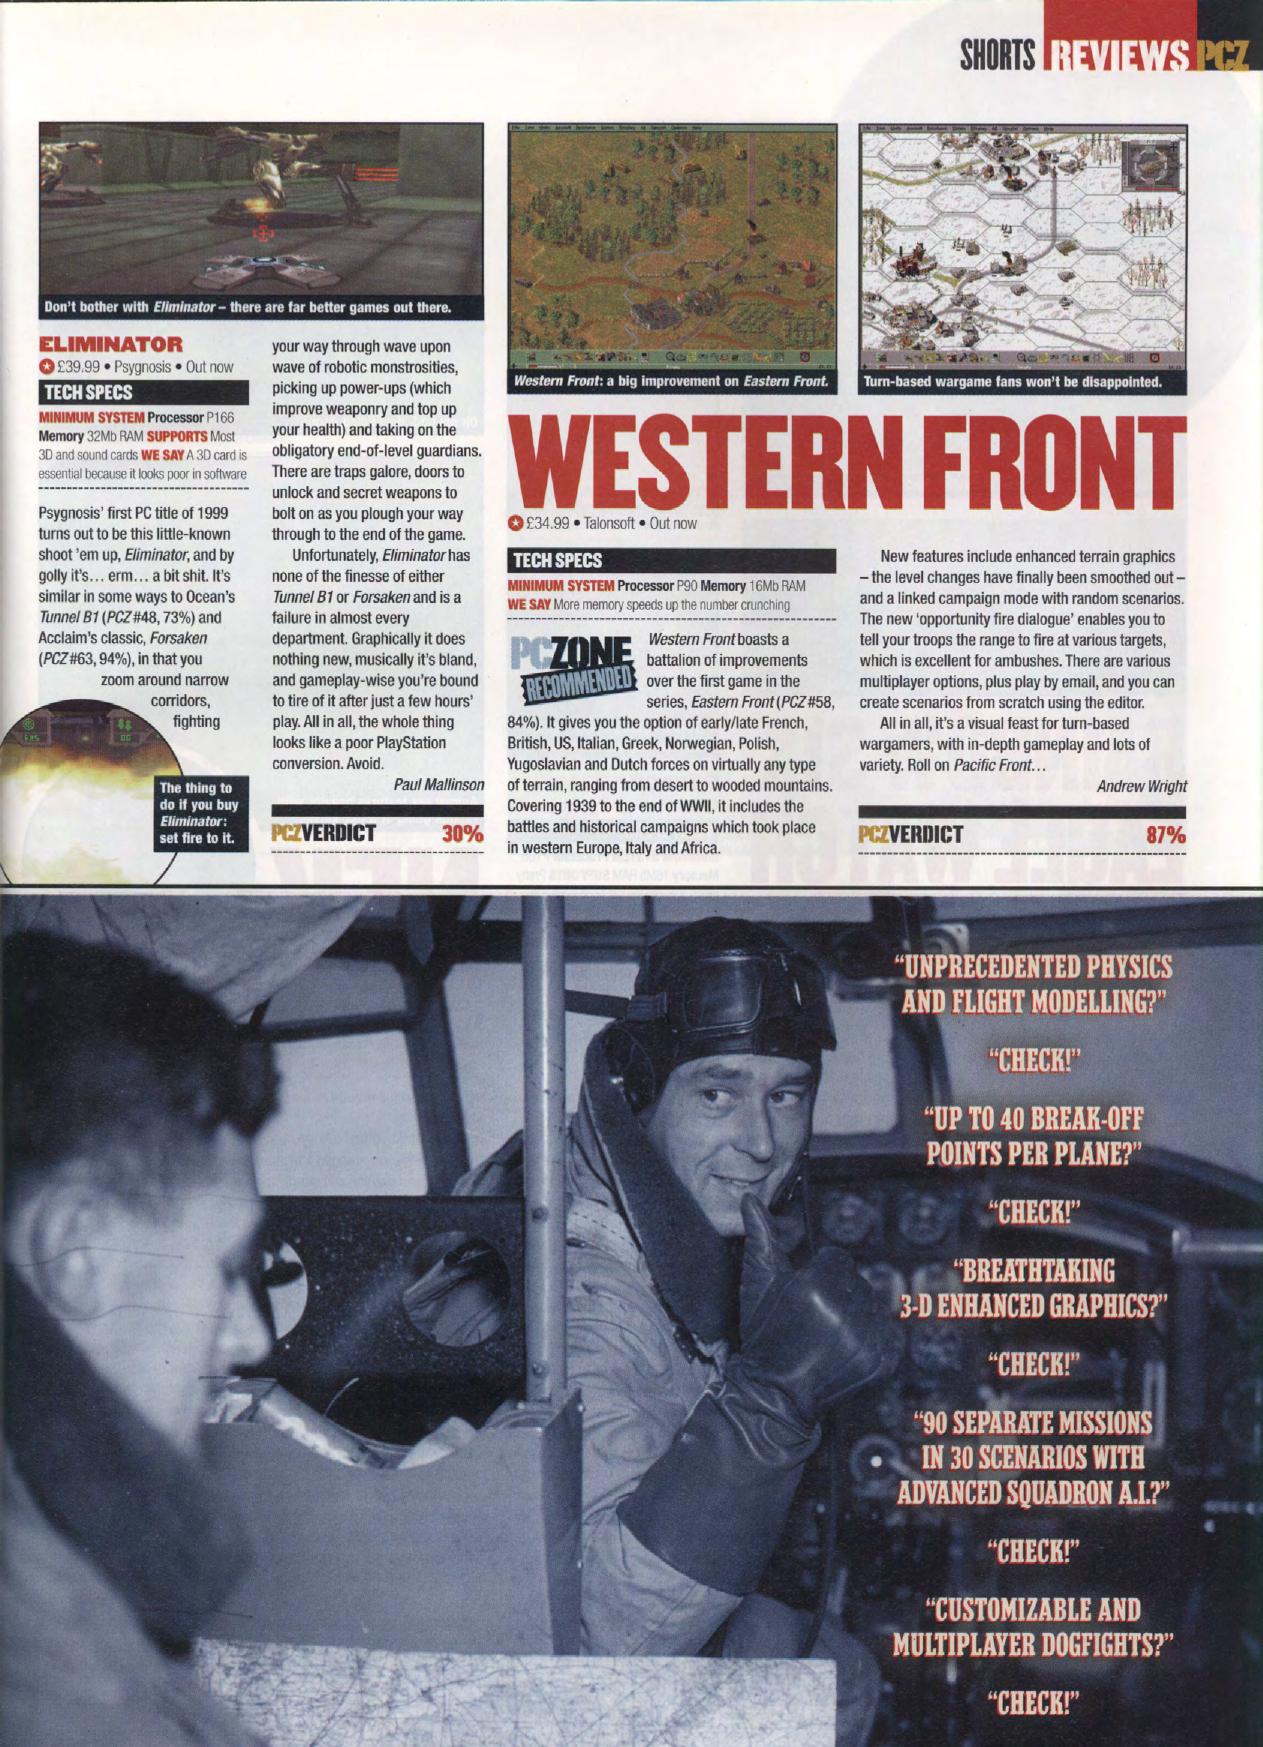 SHORTS REVIEWS PCZ
Don't bother with Eliminator – there are far better games out there.
ELIMINATOR
£39.99 • Psygnosis • Out now
TECH SPECS
MINIMUM SYSTEM Processor P166
Memory 32Mb RAM SUPPORTS Most
3D and sound cards WE SAY A 3D card is
essential because it looks poor in software
Psygnosis' first PC title of 1999
turns out to be this little-known
shoot 'em up, Eliminator, and by
golly it's... erm... a bit shit. It's
similar in some ways to Ocean's
Tunnel B1 (PCZ #48, 73%) and
Acclaim's classic, Forsaken
(PCZ #63, 94%), in that you
zoom around narrow
corridors,
fighting
The thing to
do if you buy
Eliminator:
set fire to it.
your way through wave upon
wave of robotic monstrosities,
picking up power-ups (which
improve weaponry and top up
your health) and taking on the
obligatory end-of-level guardians.
There are traps galore, doors to
unlock and secret weapons to
bolt on as you plough your way
through to the end of the game.
Unfortunately, Eliminator has
none of the finesse of either
Tunnel B1 or Forsaken and is a
failure in almost every
department. Graphically it does
nothing new, musically it's bland,
and gameplay-wise you're bound
to tire of it after just a few hours'
play. All in all, the whole thing
looks like a poor PlayStation
conversion. Avoid.
Paul Mallinson
PCZVERDICT 30%
Western Front: a big improvement on Eastern Front.
Turn-based wargame fans won't be disappointed.
WESTERN FRONT
£34.99 • Talonsoft • Out now
TECH SPECS
MINIMUM SYSTEM Processor P90 Memory 16Mb RAM
WE SAY More memory speeds up the number crunching
PCZONE
RECOMMENDED
Western Front boasts a
battalion of improvements
over the first game in the
series, Eastern Front (PCZ #58,
84%). It gives you the option of early/late French,
British, US, Italian, Greek, Norwegian, Polish,
Yugoslavian and Dutch forces on virtually any type
of terrain, ranging from desert to wooded mountains.
Covering 1939 to the end of WWII, it includes the
battles and historical campaigns which took place
in western Europe, Italy and Africa.
New features include enhanced terrain graphics
– the level changes have finally been smoothed out –
and a linked campaign mode with random scenarios.
The new 'opportunity fire dialogue' enables you to
tell your troops the range to fire at various targets,
which is excellent for ambushes. There are various
multiplayer options, plus play by email, and you can
create scenarios from scratch using the editor.
All in all, it's a visual feast for turn-based
wargamers, with in-depth gameplay and lots of
variety. Roll on Pacific Front...
Andrew Wright
PCZVERDICT 87%
"UNPRECEDENTED PHYSICS
AND FLIGHT MODELLING?"
"CHECK!"
"UP TO 40 BREAK-OFF
POINTS PER PLANE?"
"CHECK!"
"BREATHTAKING
3-D ENHANCED GRAPHICS?"
"CHECK!"
"90 SEPARATE MISSIONS
IN 30 SCENARIOS WITH
ADVANCED SQUADRON A.I.?"
"CHECK!"
"CUSTOMIZABLE AND
MULTIPLAYER DOGFIGHTS?"
"CHECK!"